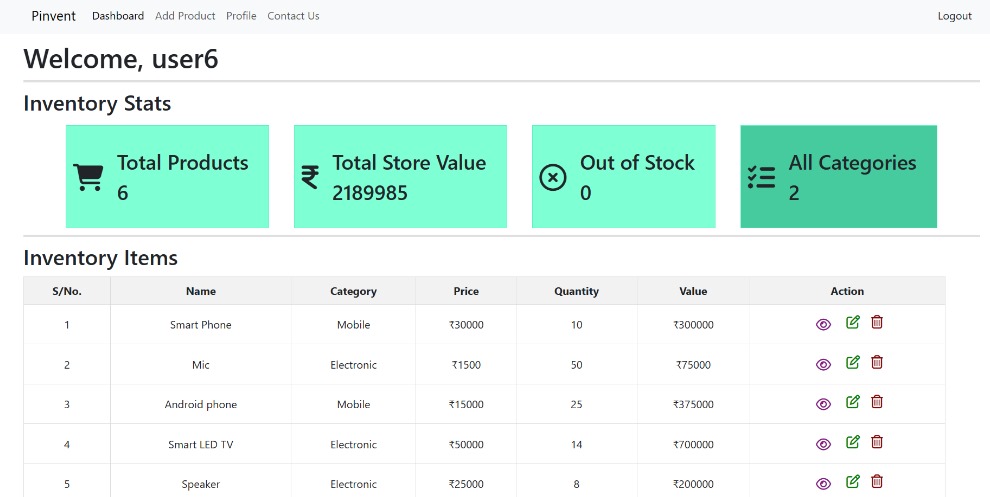 Pinvent Dashboard Add Product Profile Contact Us Logout
Welcome, user6
Inventory Stats
Total Products
6
₹ Total Store Value
2189985
Out of Stock
0
All Categories
2
Inventory Items
S/No. Name Category Price Quantity Value Action
1 Smart Phone Mobile ₹30000 10 ₹300000
2 Mic Electronic ₹1500 50 ₹75000
3 Android phone Mobile ₹15000 25 ₹375000
4 Smart LED TV Electronic ₹50000 14 ₹700000
5 Speaker Electronic ₹25000 8 ₹200000